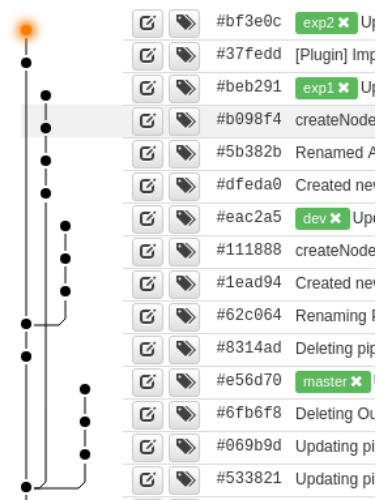 #bf3e0c exp2 ✖ Up
#37fedd [Plugin] Imp
#beb291 exp1 ✖ Up
#b098f4 createNode
#5b382b Renamed A
#dfeda0 Created nev
#eac2a5 dev ✖ Upd
#111888 createNode
#1ead94 Created nev
#62c064 Renaming P
#8314ad Deleting pip
#e56d70 master ✖
#6fb6f8 Deleting Ou
#069b9d Updating pi
#533821 Updating pi